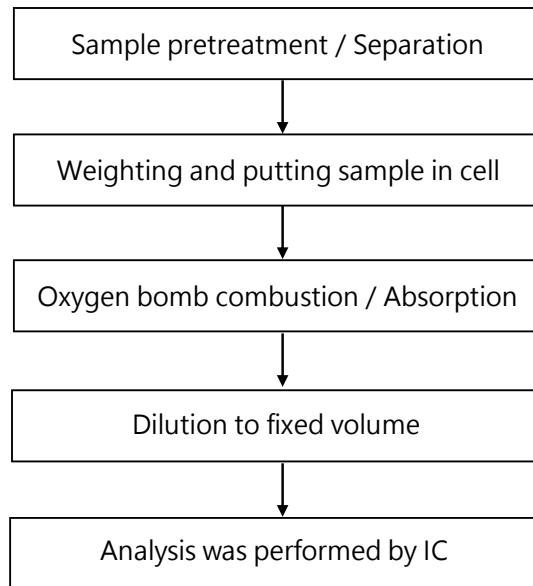 Sample pretreatment / Separation
Weighting and putting sample in cell
Oxygen bomb combustion / Absorption
Dilution to fixed volume
Analysis was performed by IC